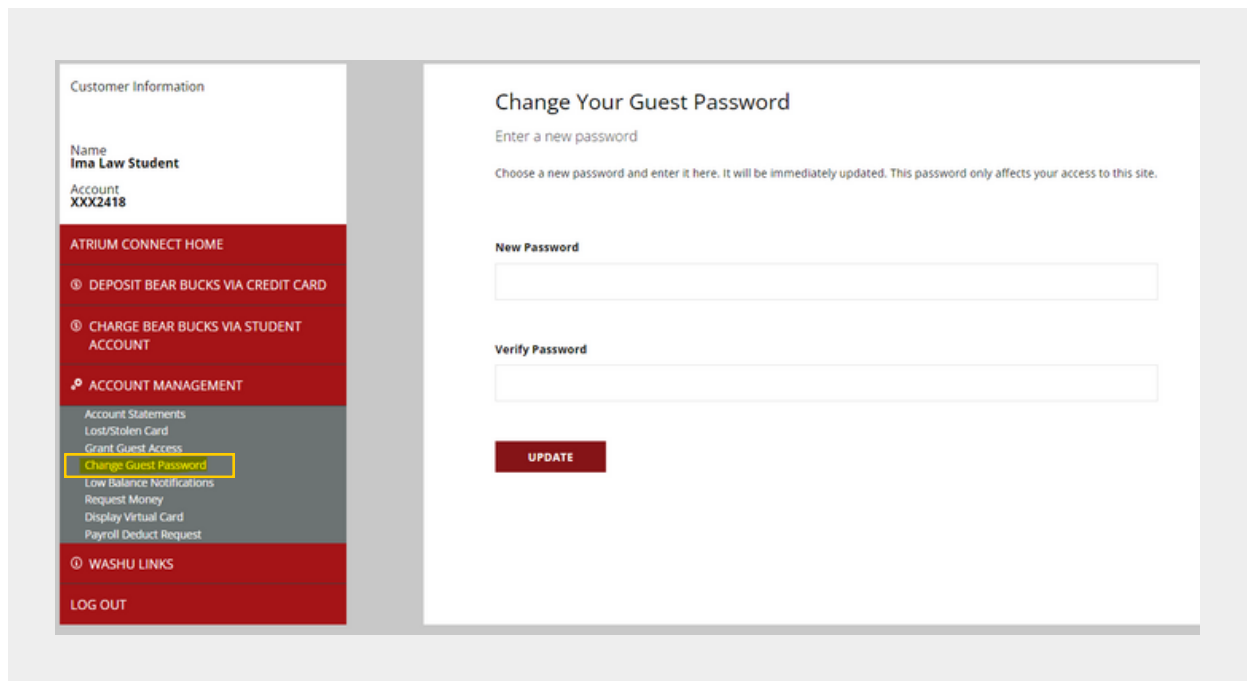 Customer Information
Name
Ima Law Student
Account
XXX2418
ATRIUM CONNECT HOME
DEPOSIT BEAR BUCKS VIA CREDIT CARD
CHARGE BEAR BUCKS VIA STUDENT
ACCOUNT
ACCOUNT MANAGEMENT
Account Statements
Lost/Stolen Card
Grant Guest Access
Change Guest Password
Low Balance Notifications
Request Money
Display Virtual Card
Payroll Deduct Request
WASHU LINKS
LOG OUT
Change Your Guest Password
Enter a new password
Choose a new password and enter it here. It will be immediately updated. This password only affects your access to this site.
New Password
Verify Password
UPDATE